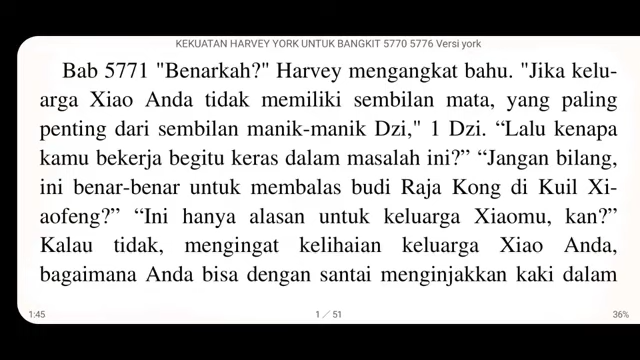 KEKUATAN HARVEY YORK UNTUK BANGKIT 5770 5776 Versi york
Bab 5771 "Benarkah?" Harvey mengangkat bahu. "Jika kelu-
arga Xiao Anda tidak memiliki sembilan mata, yang paling
penting dari sembilan manik-manik Dzi," 1 Dzi. “Lalu kenapa
kamu bekerja begitu keras dalam masalah ini?” “Jangan bilang,
ini benar-benar untuk membalas budi Raja Kong di Kuil Xi-
aofeng?” “Ini hanya alasan untuk keluarga Xiaomu, kan?”
Kalau tidak, mengingat kelihaian keluarga Xiao Anda,
bagaimana Anda bisa dengan santai menginjakkan kaki dalam
1:45 1 / 51 36%